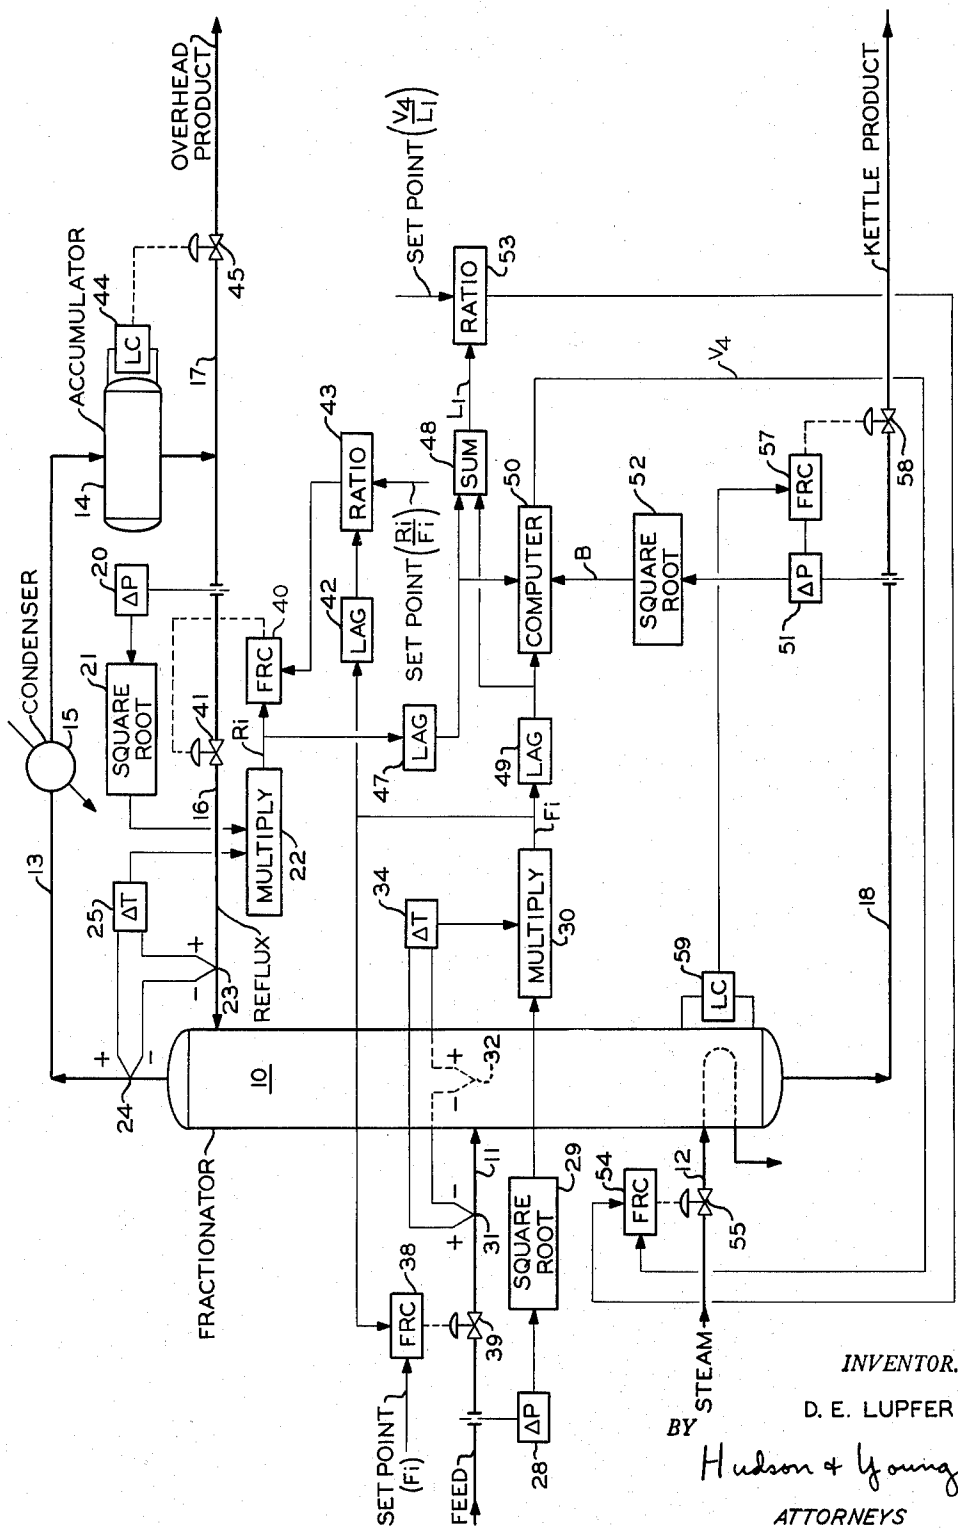 OVERHEAD PRODUCT
KETTLE PRODUCT
SET POINT (V4/L1)
ACCUMULATOR
44
LC
45
17
14
RATIO
53
V4
L1
43
RATIO
SET POINT (Ri/Fi)
48
SUM
50
COMPUTER
52
SQUARE ROOT
B
57
FRC
58
ΔP
51
CONDENSER
15
20
ΔP
21
SQUARE ROOT
40
FRC
41
42
LAG
Ri
47
LAG
49
LAG
Fi
16
MULTIPLY
22
13
25
ΔT
+
-
23
REFLUX
34
ΔT
MULTIPLY
30
59
LC
18
+
-
24
10
+
-
32
FRACTIONATOR
11
-
+
31
SQUARE ROOT
29
12
54
FRC
55
38
FRC
39
SET POINT (Fi)
FEED
ΔP
28
STEAM
INVENTOR.
D. E. LUPFER
BY
Hudson & Young
ATTORNEYS